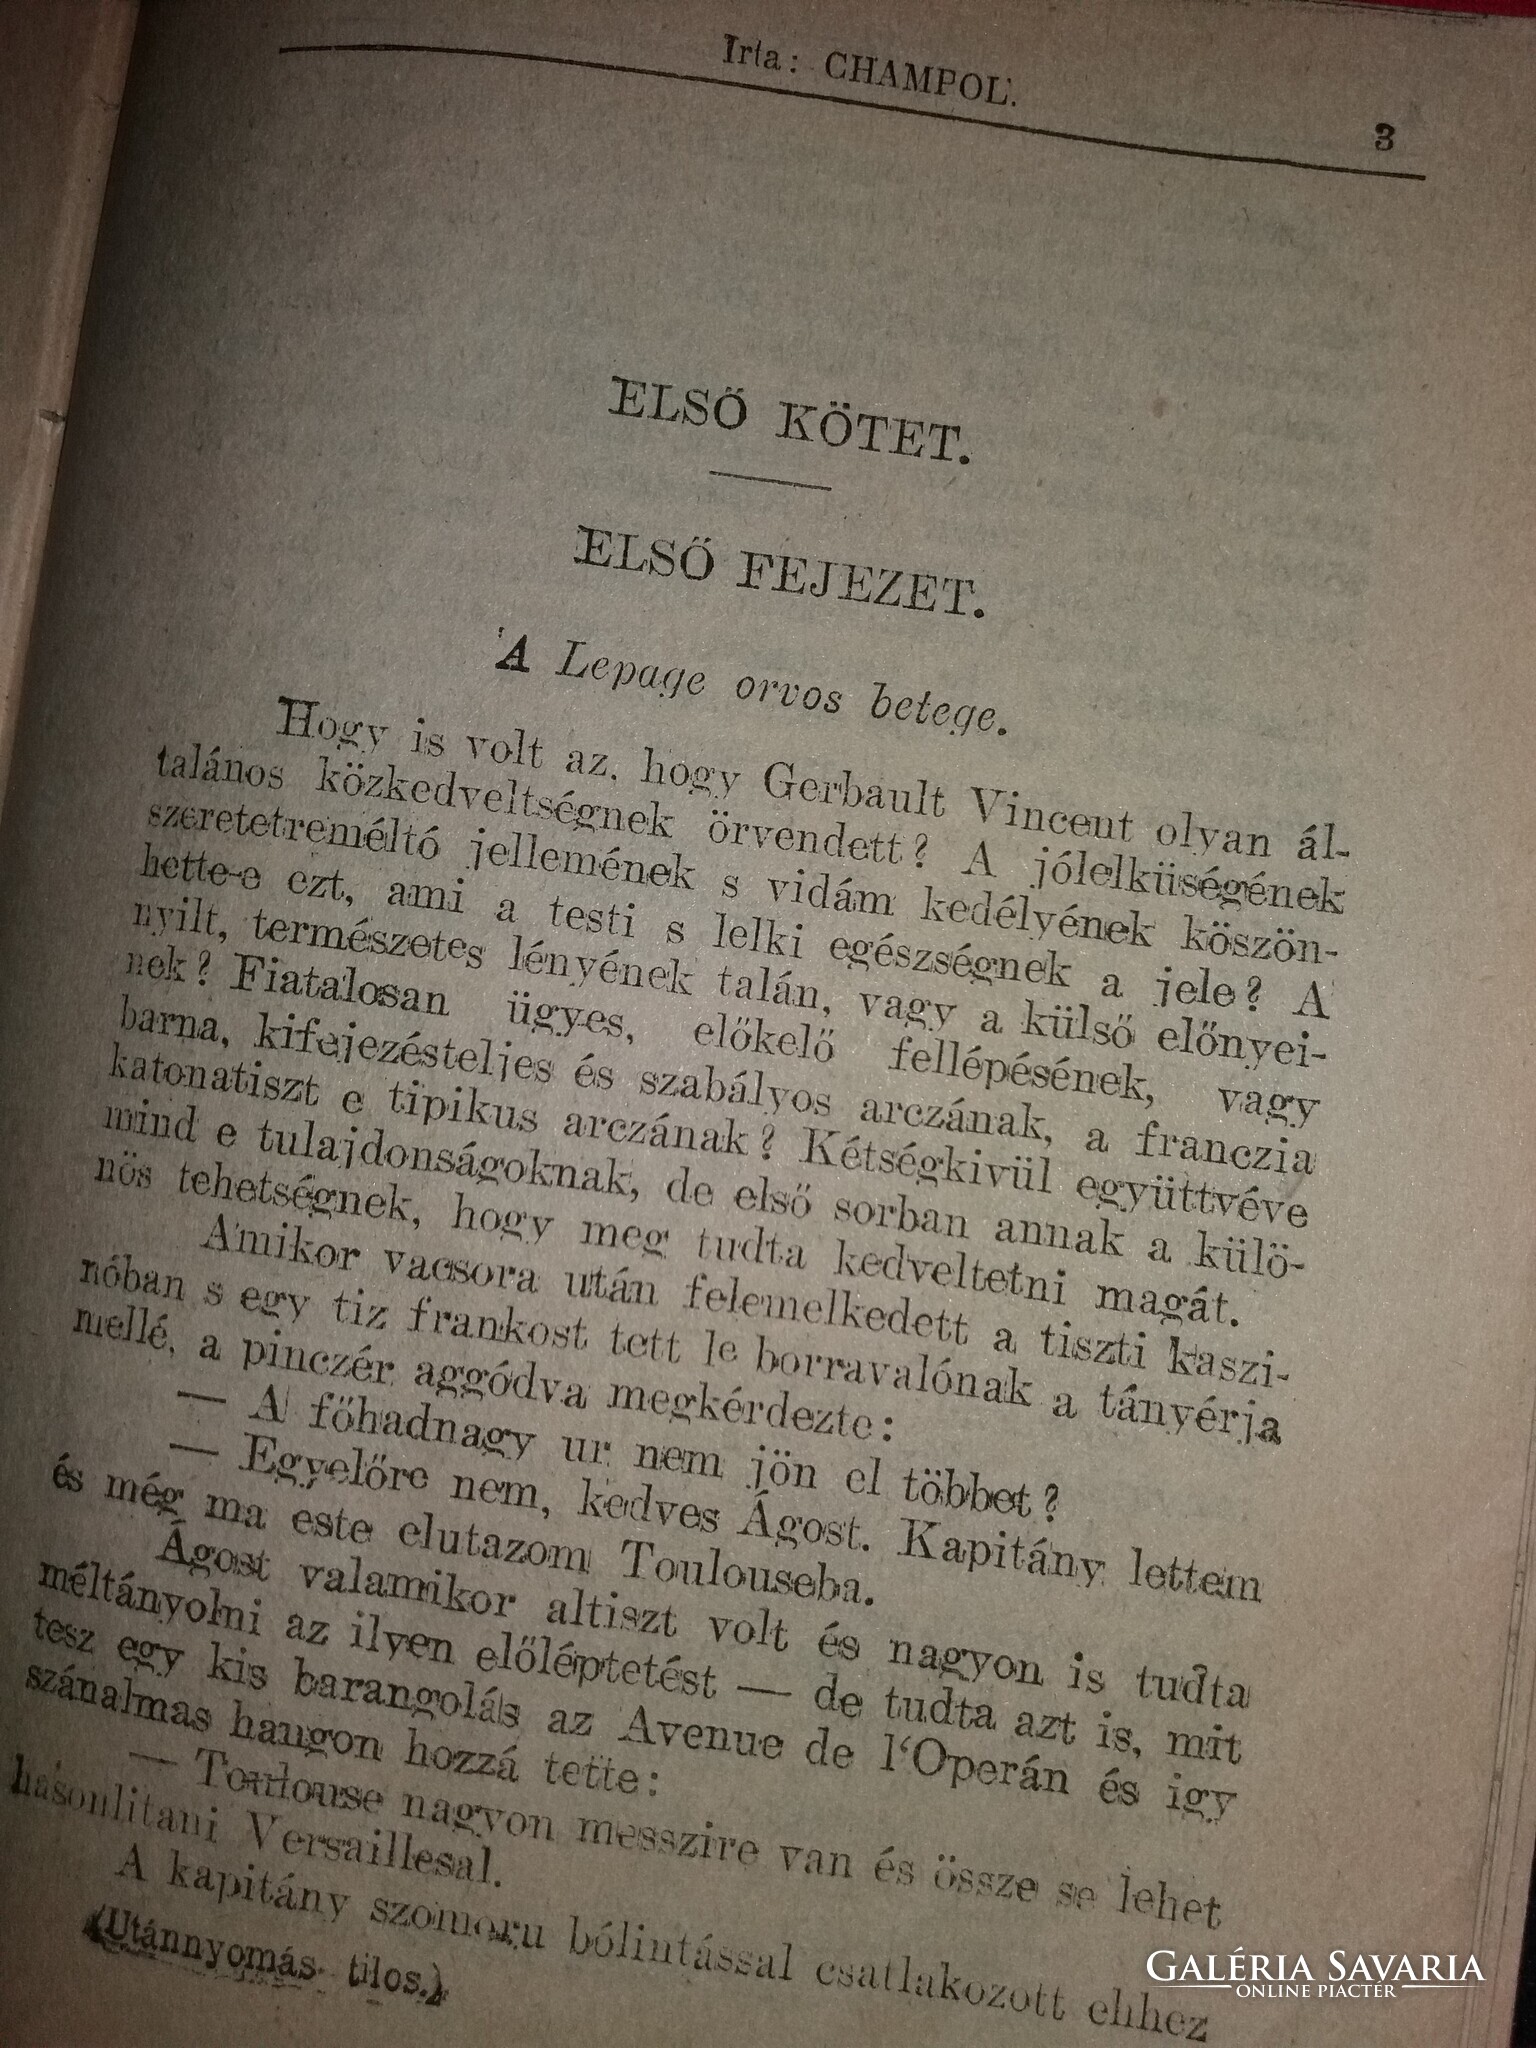 Irta: CHAMPOL.
3
ELSŐ KÖTET.
ELSŐ FEJEZET.
A Lepage orvos betege.
Hogy is volt az, hogy Gerbault Vincent olyan ál-
talános közkedveltségnek örvendett? A jólelküségének
szeretetreméltó jellemének s vidám kedélyének köszön-
hette-e ezt, ami a testi s lelki egészségnek a jele? A
nyilt, természetes lényének talán, vagy a külső előnyei-
nek? Fiatalosan ügyes, előkelő fellépésének, vagy
barna, kifejezésteljes és szabályos arczának, a franczia
katonatiszt e tipikus arczának? Kétségkivül együttvéve
mind e tulajdonságoknak, de első sorban annak a külö-
nös tehetségnek, hogy meg tudta kedveltetni magát.
Amikor vacsora után felemelkedett a tiszti kaszi-
nóban s egy tiz frankost tett le borravalónak a tányérja
mellé, a pinczér aggódva megkérdezte:
— A főhadnagy ur nem jön el többet?
— Egyelőre nem, kedves Ágost. Kapitány lettem
és még ma este elutazom Toulouseba.
Ágost valamikor altiszt volt és nagyon is tudta
méltányolni az ilyen előléptetést — de tudta azt is, mit
tesz egy kis barangolás az Avenue de l'Operán és igy
szánalmas hangon hozzá tette:
— Toulouse nagyon messzire van és össze se lehet
hasonlitani Versaillesal.
A kapitány szomoru bólintással csatlakozott ehhez
(Utánnyomás tilos.)
GALÉRIA SAVARIA
ONLINE PIACTÉR